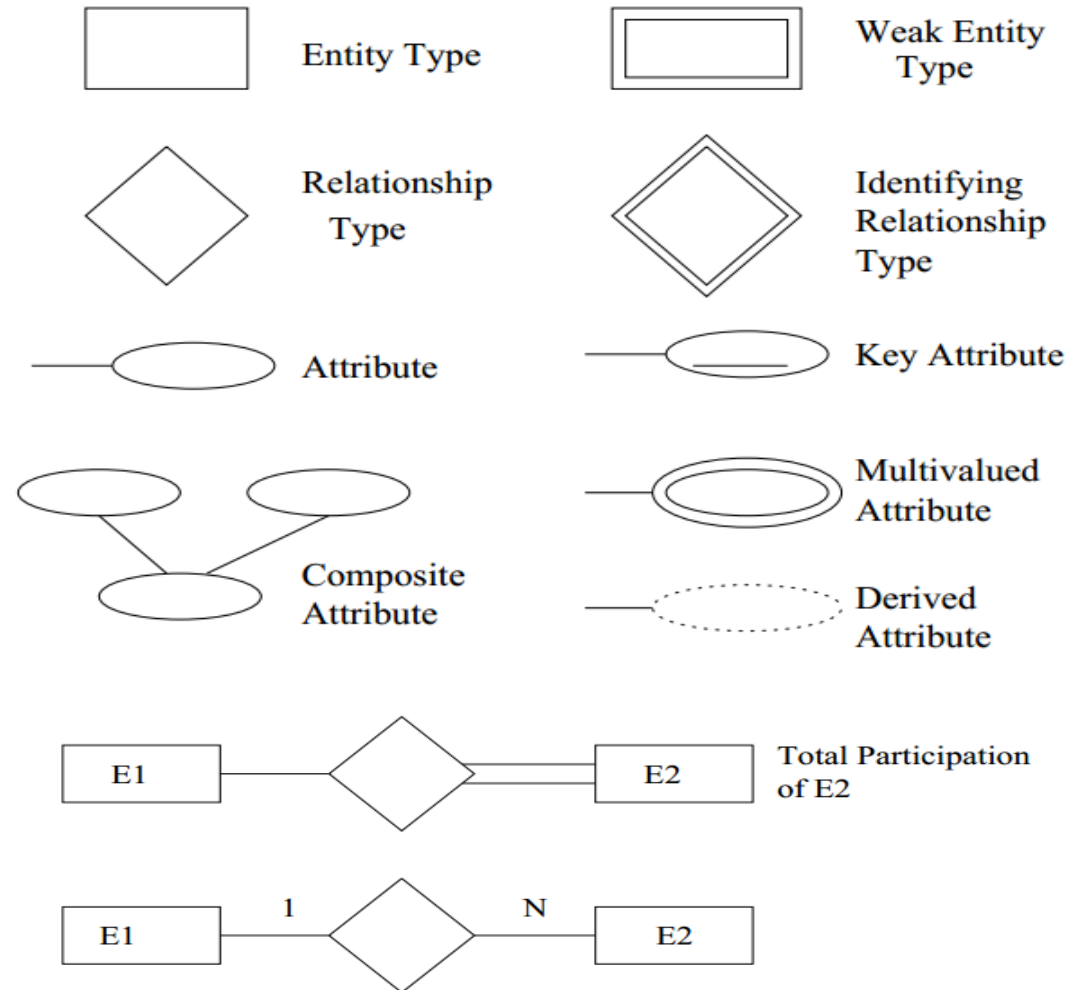 Entity Type
Weak Entity
Type
Relationship
Type
Identifying
Relationship
Type
Attribute
Key Attribute
Composite
Attribute
Multivalued
Attribute
Derived
Attribute
E1
E2
Total Participation
of E2
E1
1
N
E2